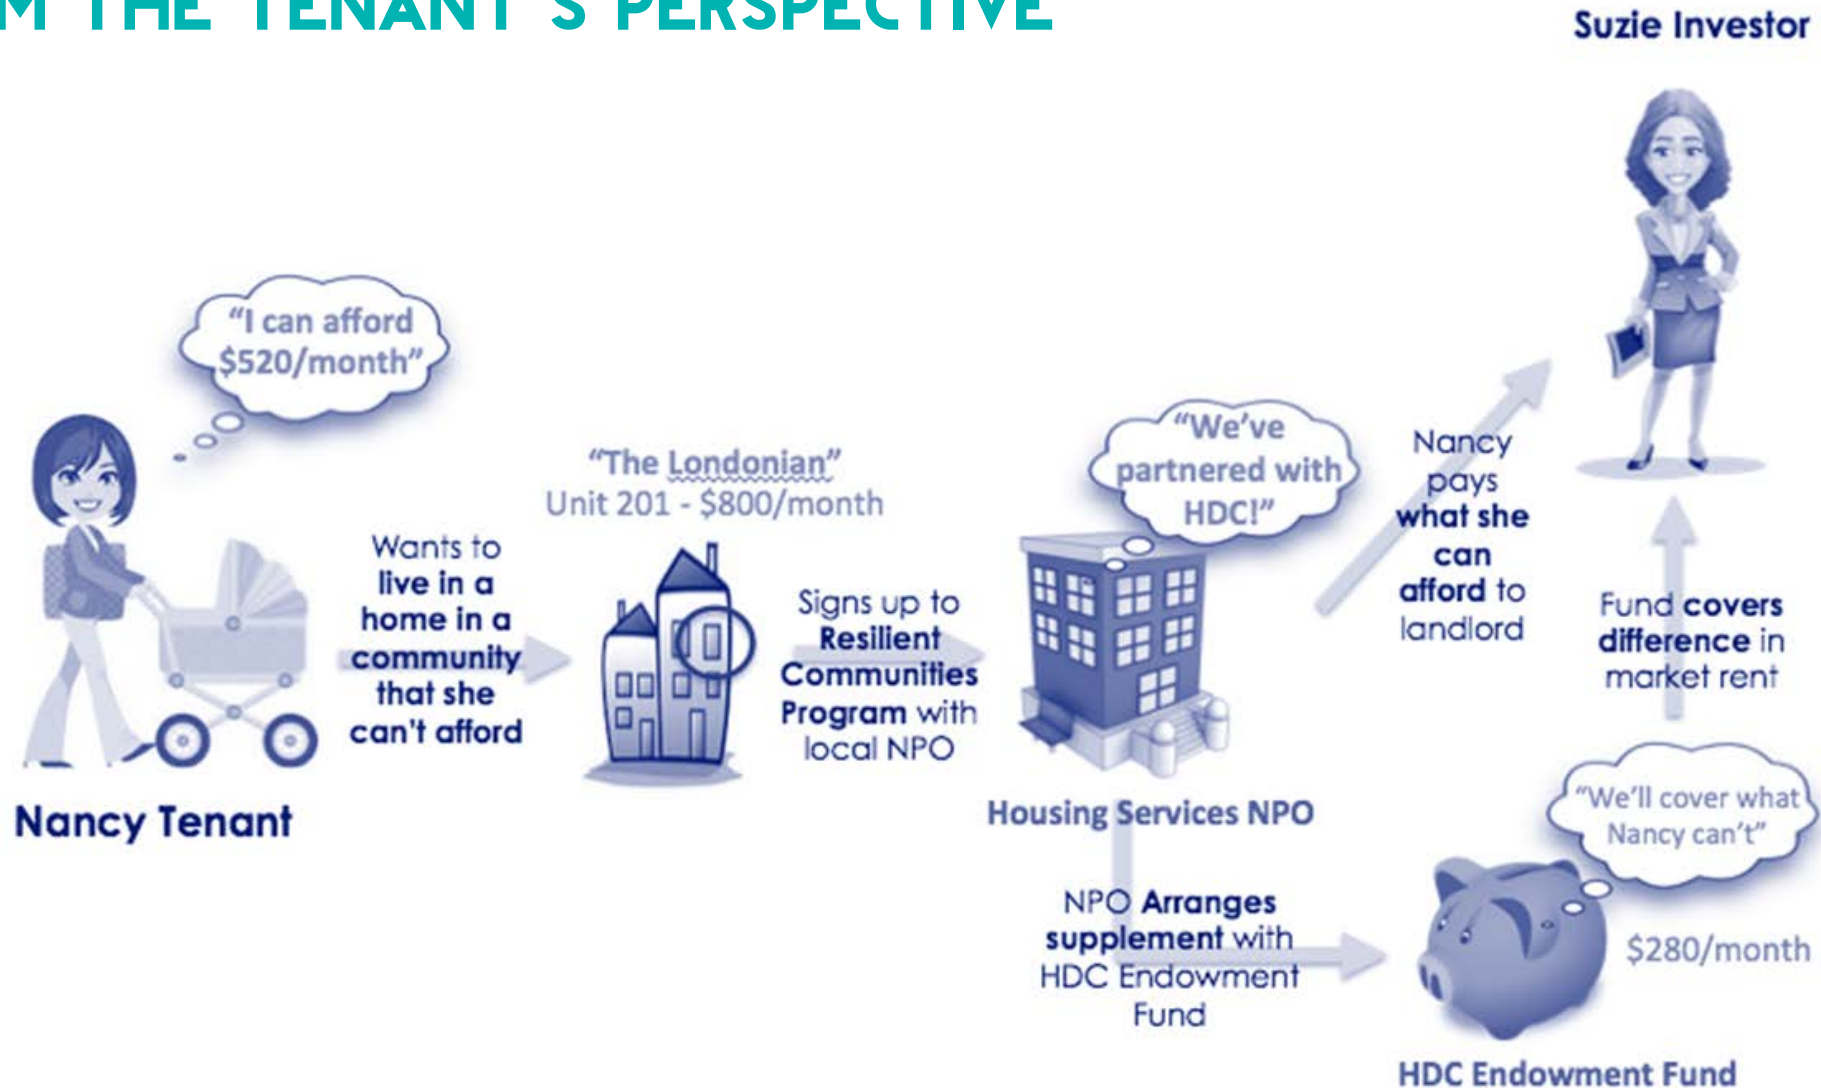 M THE TENANT'S PERSPECTIVE
Suzie Investor
"I can afford
$520/month"
Nancy Tenant
Wants to
live in a
home in a
community
that she
can't afford
"The Londonian"
Unit 201 - $800/month
Signs up to
Resilient
Communities
Program with
local NPO
"We've
partnered with
HDC!"
Housing Services NPO
Nancy
pays
what she
can
afford to
landlord
Fund covers
difference in
market rent
NPO Arranges
supplement with
HDC Endowment
Fund
"We'll cover what
Nancy can't"
$280/month
HDC Endowment Fund